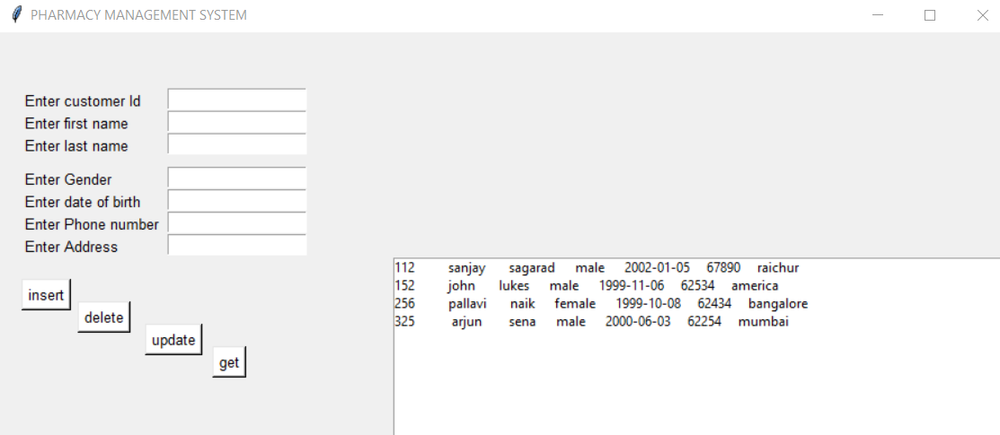 PHARMACY MANAGEMENT SYSTEM
Enter customer Id
Enter first name
Enter last name
Enter Gender
Enter date of birth
Enter Phone number
Enter Address
insert
delete
update
get
112 sanjay sagarad male 2002-01-05 67890 raichur
152 john lukes male 1999-11-06 62534 america
256 pallavi naik female 1999-10-08 62434 bangalore
325 arjun sena male 2000-06-03 62254 mumbai